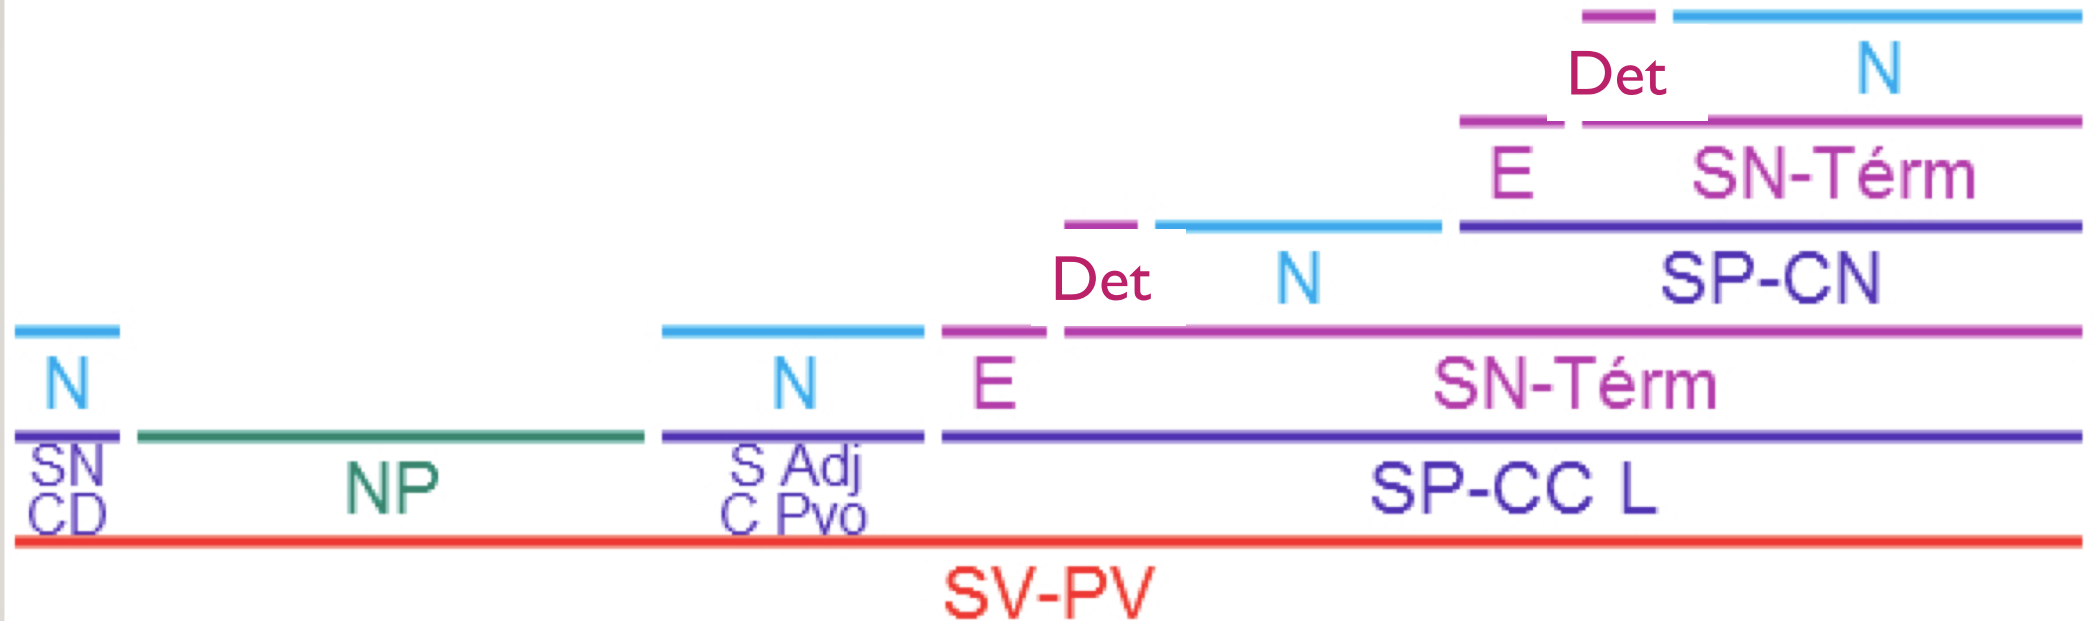 Det N
E SN-Térm
Det N SP-CN
N N E SN-Térm
SN CD NP S Adj C Pvo SP-CC L
SV-PV